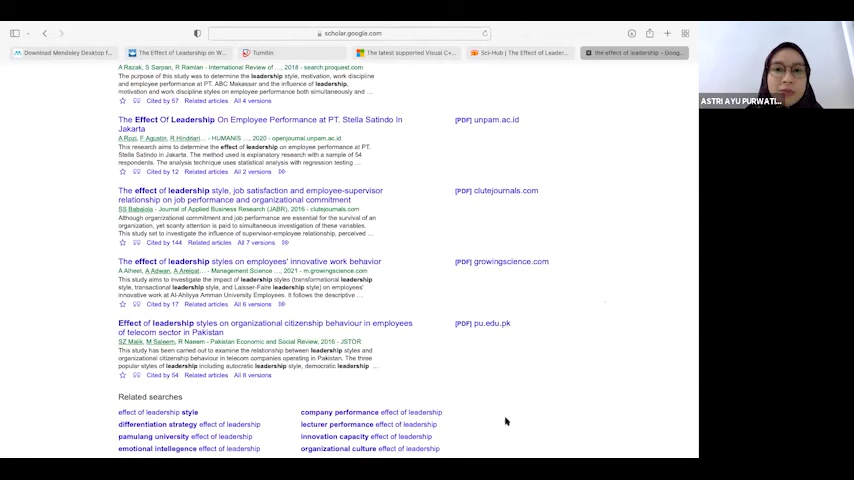 scholar.google.com
Download Mendeley Desktop f...
The Effect of Leadership on W...
Turnitin
The latest supported Visual C+...
Sci-Hub | The Effect of Leader...
the effect of leadership - Goog...
A Razak, S Sarpan, R Ramlan - International Review of ..., 2018 - search.proquest.com
The purpose of this study was to determine the leadership style, motivation, work discipline
and employee performance at PT. ABC Makassar and the influence of leadership,
motivation and work discipline styles on employee performance both simultaneously and ...
Cited by 57 Related articles All 4 versions
The Effect Of Leadership On Employee Performance at PT. Stella Satindo In
Jakarta
[PDF] unpam.ac.id
A Rozi, F Agustin, R Hindriari... - HUMANIS ..., 2020 - openjournal.unpam.ac.id
This research aims to determine the effect of leadership on employee performance at PT.
Stella Satindo in Jakarta. The method used is explanatory research with a sample of 54
respondents. The analysis technique uses statistical analysis with regression testing ...
Cited by 12 Related articles All 2 versions
The effect of leadership style, job satisfaction and employee-supervisor
relationship on job performance and organizational commitment
[PDF] clutejournals.com
SS Babalola - Journal of Applied Business Research (JABR), 2016 - clutejournals.com
Although organizational commitment and job performance are essential for the survival of an
organization, yet scanty attention is paid to simultaneous investigation of these variables.
This study set to investigate the influence of supervisor-employee relationship, perceived ...
Cited by 144 Related articles All 7 versions
The effect of leadership styles on employees' innovative work behavior
[PDF] growingscience.com
A Alheet, A Adwan, A Areiqat... - Management Science ..., 2021 - m.growingscience.com
This study aims to investigate the impact of leadership styles (transformational leadership
style, transactional leadership style, and Laisser-Faire leadership style) on employees'
innovative work at Al-Ahliyya Amman University Employees. It follows the descriptive ...
Cited by 17 Related articles All 6 versions
Effect of leadership styles on organizational citizenship behaviour in employees
of telecom sector in Pakistan
[PDF] pu.edu.pk
SZ Malik, M Saleem, R Naeem - Pakistan Economic and Social Review, 2016 - JSTOR
This study has been carried out to examine the relationship between leadership styles and
organizational citizenship behaviour in telecom companies operating in Pakistan. The three
popular styles of leadership including autocratic leadership style, democratic leadership ...
Cited by 54 Related articles All 8 versions
Related searches
effect of leadership style
company performance effect of leadership
differentiation strategy effect of leadership
lecturer performance effect of leadership
pamulang university effect of leadership
innovation capacity effect of leadership
emotional intellegence effect of leadership
organizational culture effect of leadership
ASTRI AYU PURWATI...